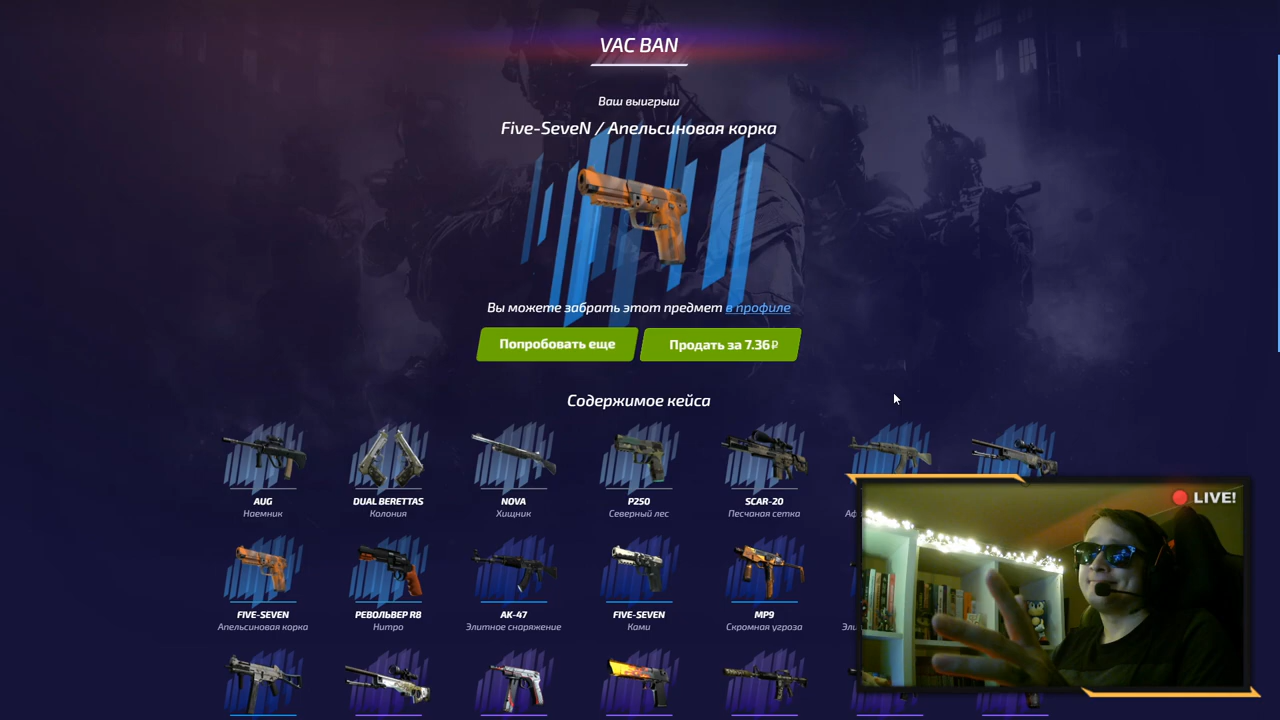 VAC BAN
Ваш выигрыш
Five-SeveN / Апельсиновая корка
Вы можете забрать этот предмет в профиле
Попробовать еще
Продать за 7.36₽
Содержимое кейса
AUG
Наемник
DUAL BERETTAS
Колония
NOVA
Хищник
P250
Северный лес
SCAR-20
Песчаная сетка
LIVE!
FIVE-SEVEN
Апельсиновая корка
РЕВОЛЬВЕР R8
Нитро
AK-47
Элитное снаряжение
FIVE-SEVEN
Ками
MP9
Скромная угроза